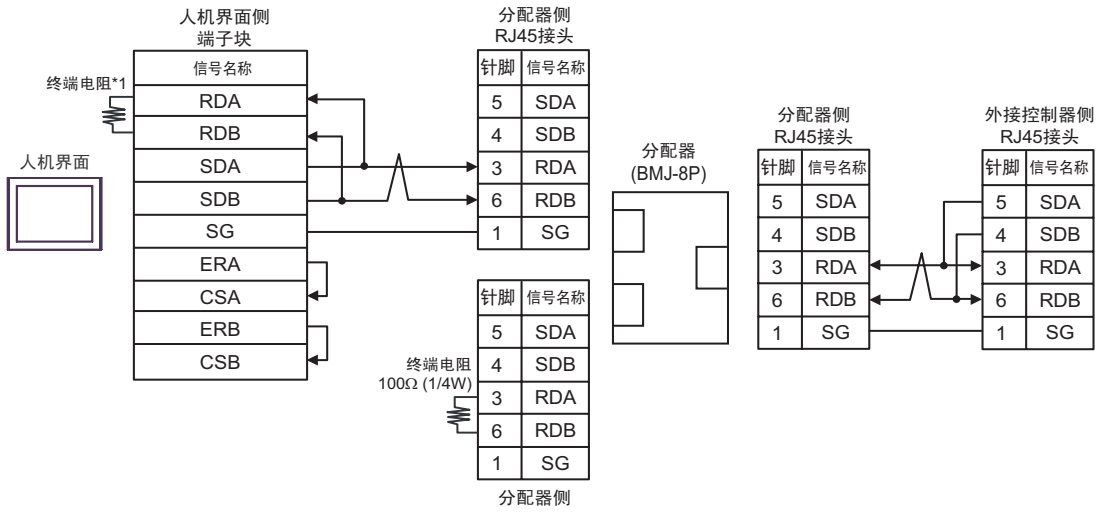 人机界面侧
端子块
信号名称
终端电阻*1
RDA
RDB
SDA
SDB
SG
ERA
CSA
ERB
CSB
人机界面
分配器侧
RJ45接头
针脚 信号名称
5 SDA
4 SDB
3 RDA
6 RDB
1 SG
针脚 信号名称
5 SDA
4 SDB
3 RDA
6 RDB
1 SG
终端电阻
100Ω (1/4W)
分配器侧
分配器
(BMJ-8P)
分配器侧
RJ45接头
针脚 信号名称
5 SDA
4 SDB
3 RDA
6 RDB
1 SG
外接控制器侧
RJ45接头
针脚 信号名称
5 SDA
4 SDB
3 RDA
6 RDB
1 SG